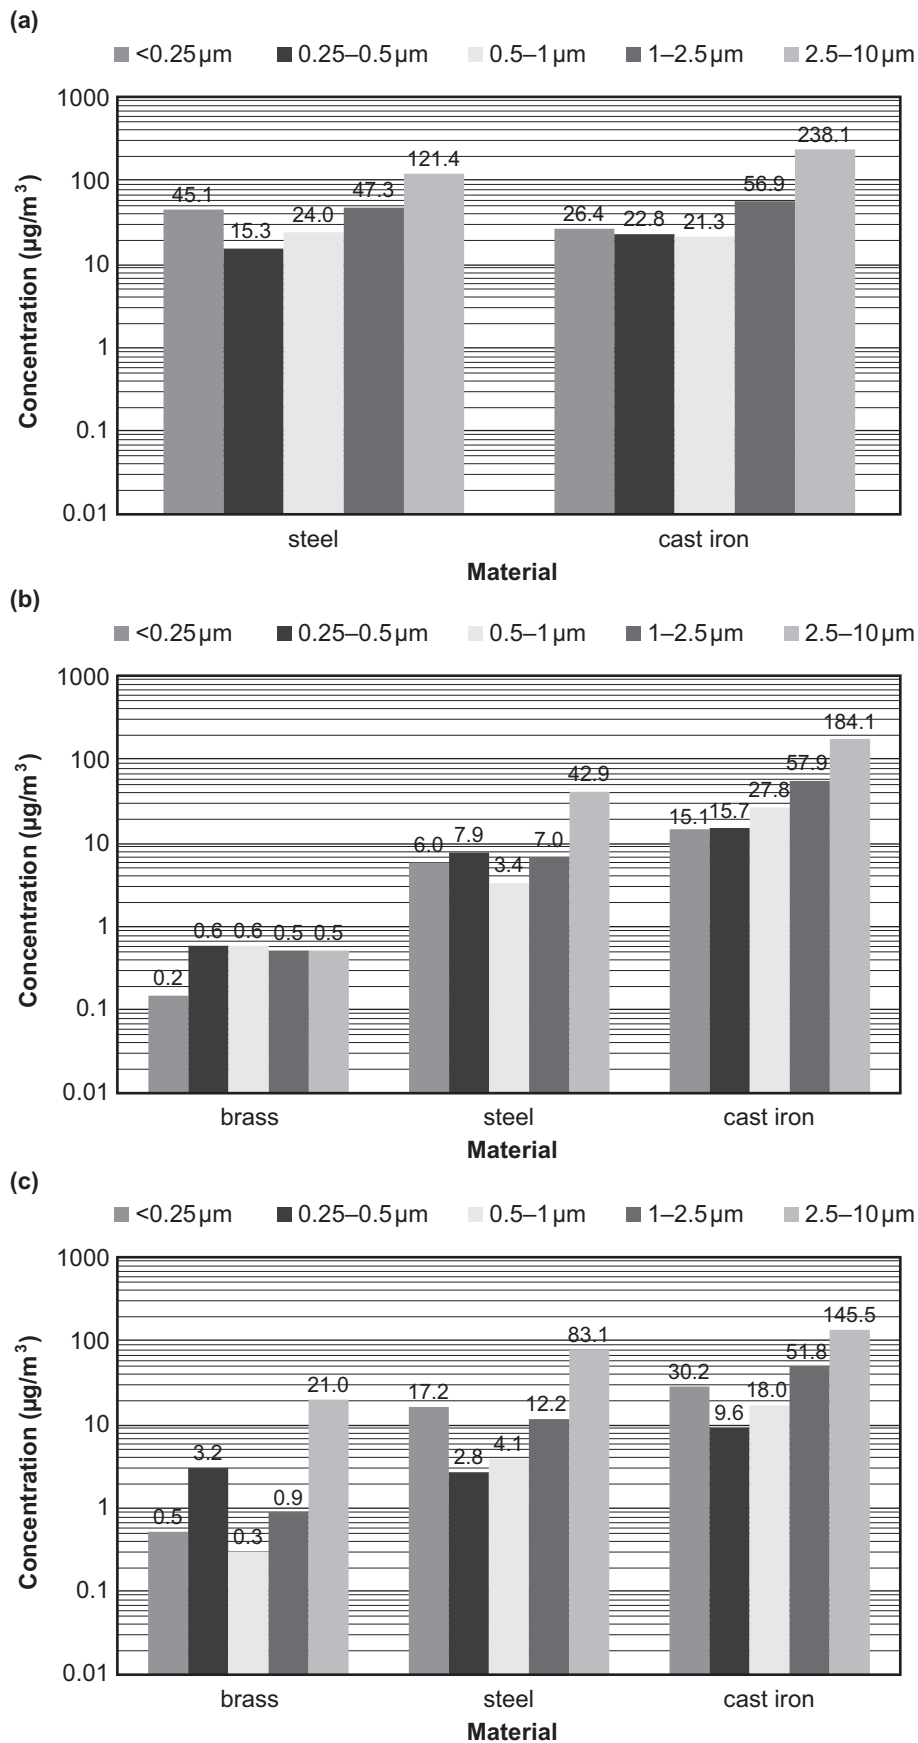 (a)
<0.25 µm 0.25–0.5 µm 0.5–1 µm 1–2.5 µm 2.5–10 µm
1000
100
10
1
0.1
0.01
Concentration (µg/m³)
45.1 15.3 24.0 47.3 121.4
26.4 22.8 21.3 56.9 238.1
steel cast iron
Material
(b)
<0.25 µm 0.25–0.5 µm 0.5–1 µm 1–2.5 µm 2.5–10 µm
1000
100
10
1
0.1
0.01
Concentration (µg/m³)
0.2 0.6 0.6 0.5 0.5
6.0 7.9 3.4 7.0 42.9
15.1 15.7 27.8 57.9 184.1
brass steel cast iron
Material
(c)
<0.25 µm 0.25–0.5 µm 0.5–1 µm 1–2.5 µm 2.5–10 µm
1000
100
10
1
0.1
0.01
Concentration (µg/m³)
0.5 3.2 0.3 0.9 21.0
17.2 2.8 4.1 12.2 83.1
30.2 9.6 18.0 51.8 145.5
brass steel cast iron
Material